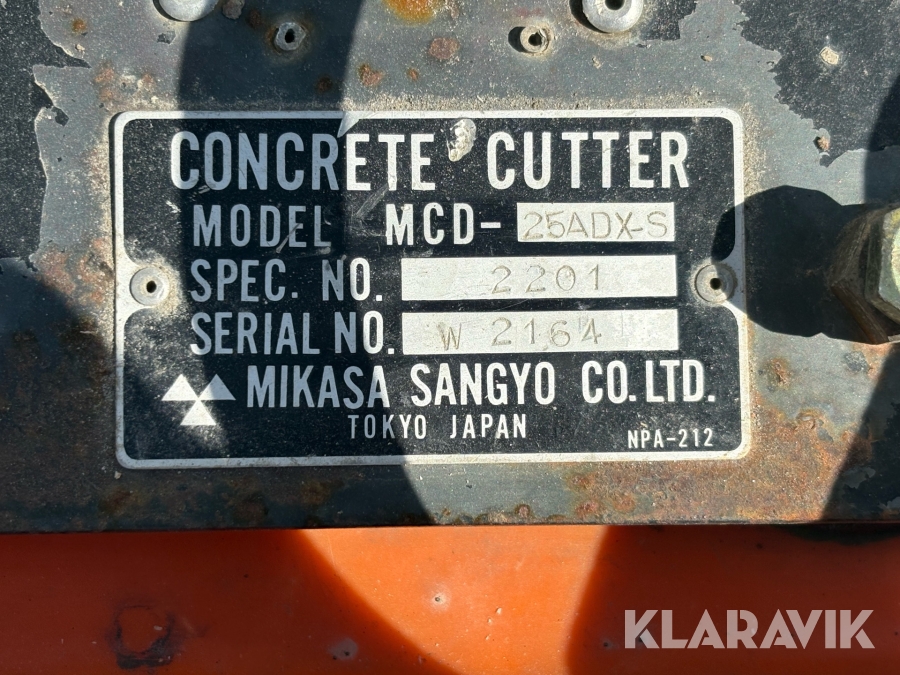 CONCRETE CUTTER
MODEL MCD-25ADX-S
SPEC. NO. 2201
SERIAL NO. W 2164
MIKASA SANGYO CO. LTD.
TOKYO JAPAN
NPA-212
KLARAVIK